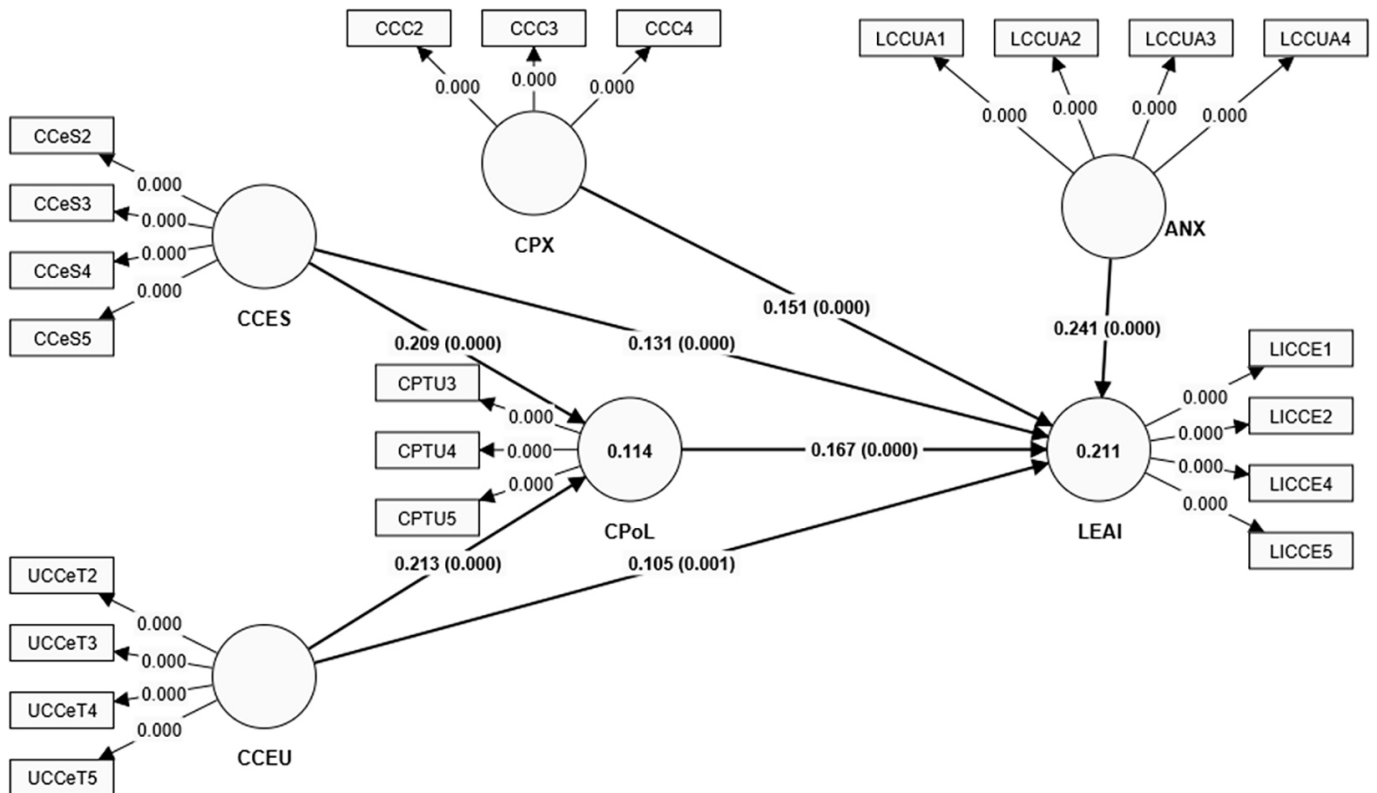 CCC2
CCC3
CCC4
0.000
0.000
0.000
CPX
LCCUA1
LCCUA2
LCCUA3
LCCUA4
0.000
0.000
0.000
0.000
ANX
CCeS2
CCeS3
CCeS4
CCeS5
0.000
0.000
0.000
0.000
CCES
0.151 (0.000)
0.241 (0.000)
0.209 (0.000)
0.131 (0.000)
CPTU3
CPTU4
CPTU5
0.000
0.000
0.000
0.114
CPoL
0.167 (0.000)
0.211
LEAI
0.000
0.000
0.000
0.000
LICCE1
LICCE2
LICCE4
LICCE5
0.213 (0.000)
0.105 (0.001)
UCCeT2
UCCeT3
UCCeT4
UCCeT5
0.000
0.000
0.000
0.000
CCEU